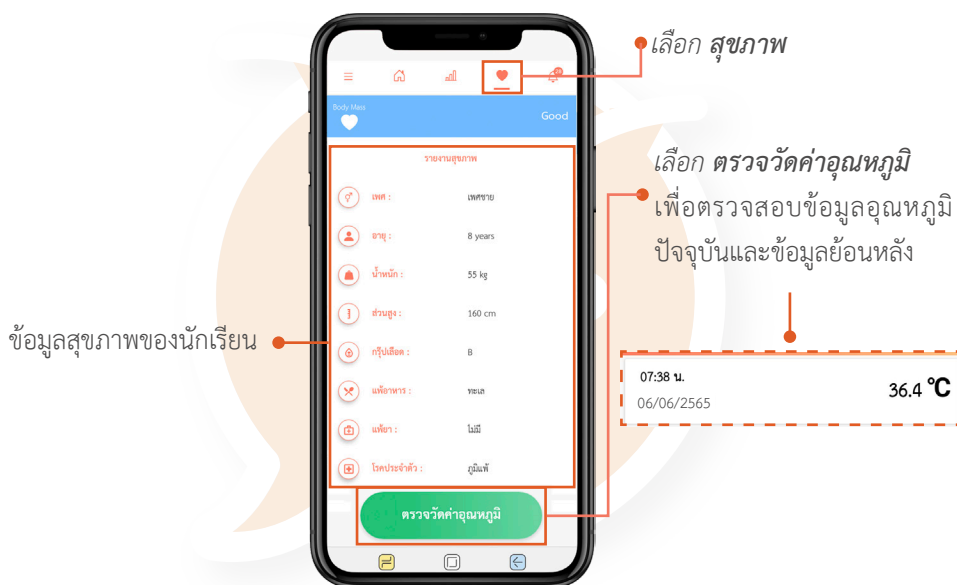 เลือก สุขภาพ
Body Mass
Good
รายงานสุขภาพ
เพศ : เพศชาย
อายุ : 8 years
น้ำหนัก : 55 kg
ส่วนสูง : 160 cm
กรุ๊ปเลือด : B
แพ้อาหาร : ทะเล
แพ้ยา : ไม่มี
โรคประจำตัว : ภูมิแพ้
ตรวจวัดค่าอุณหภูมิ
ข้อมูลสุขภาพของนักเรียน
เลือก ตรวจวัดค่าอุณหภูมิ
เพื่อตรวจสอบข้อมูลอุณหภูมิ
ปัจจุบันและข้อมูลย้อนหลัง
07:38 น.
06/06/2565
36.4 °C